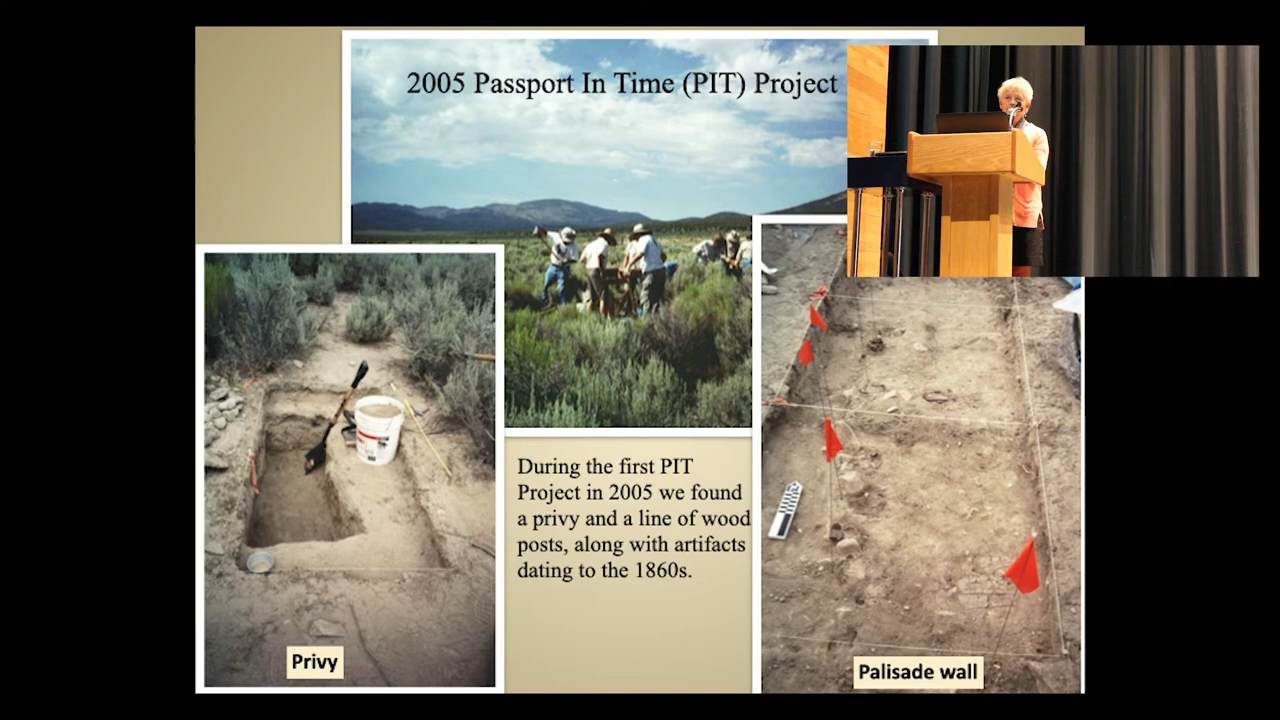 2005 Passport In Time (PIT) Project
During the first PIT
Project in 2005 we found
a privy and a line of wood
posts, along with artifacts
dating to the 1860s.
Privy
Palisade wall